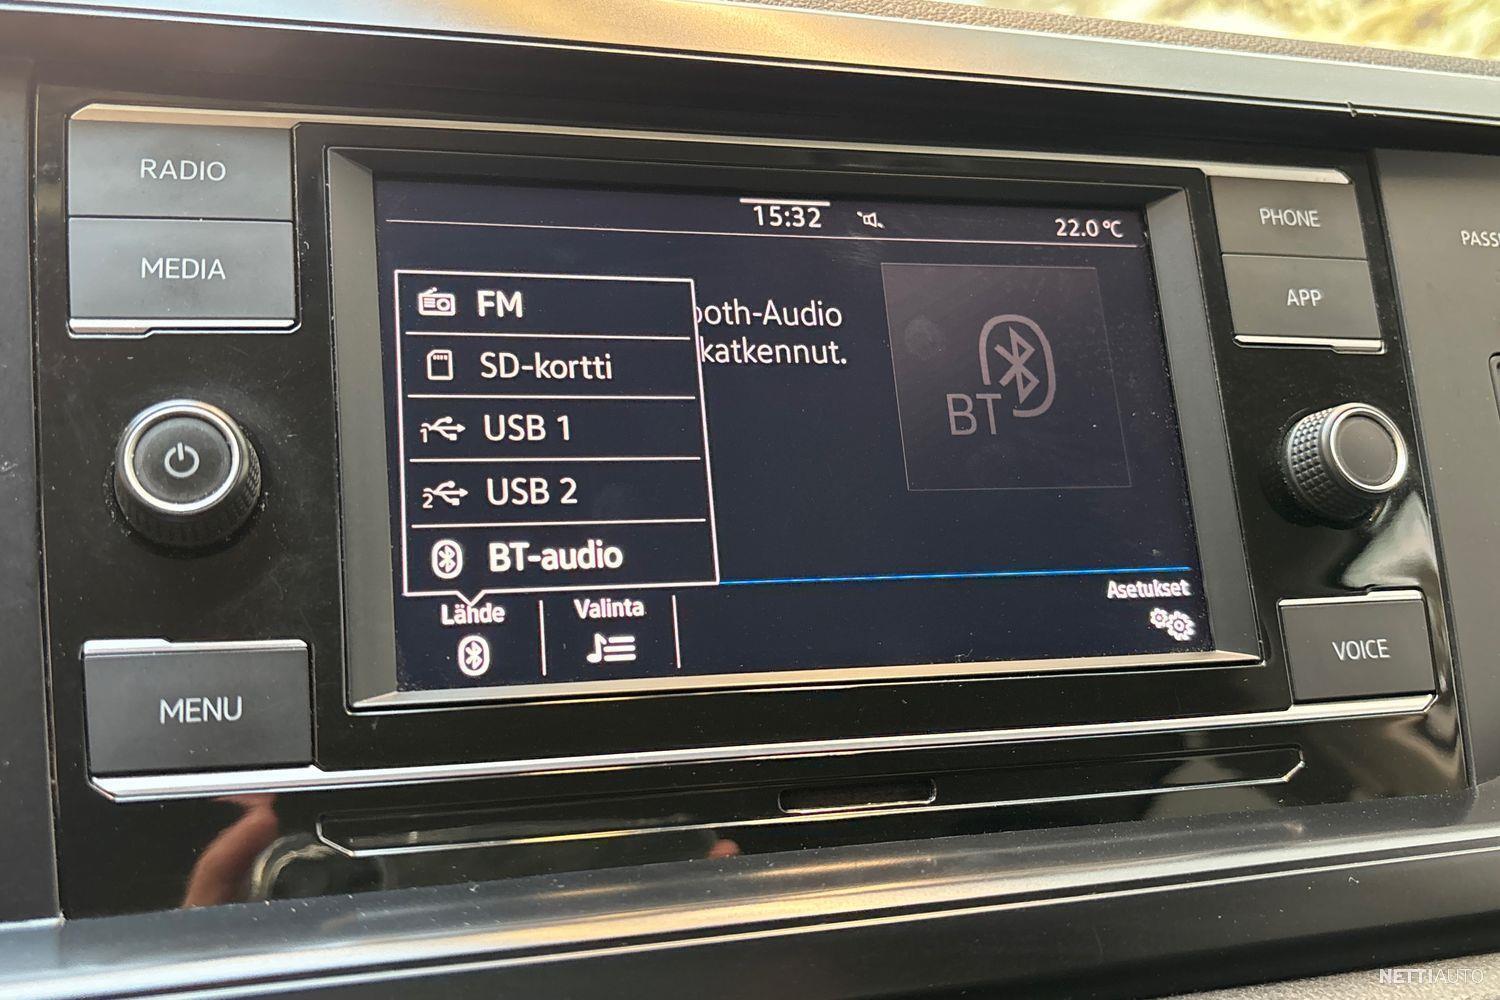 RADIO
MEDIA
MENU
15:32
22.0 °C
FM
SD-kortti
USB 1
USB 2
BT-audio
ooth-Audio
katkennut.
BT
Lähde
Valinta
Asetukset
PHONE
APP
VOICE
PASS
NETTIAUTO